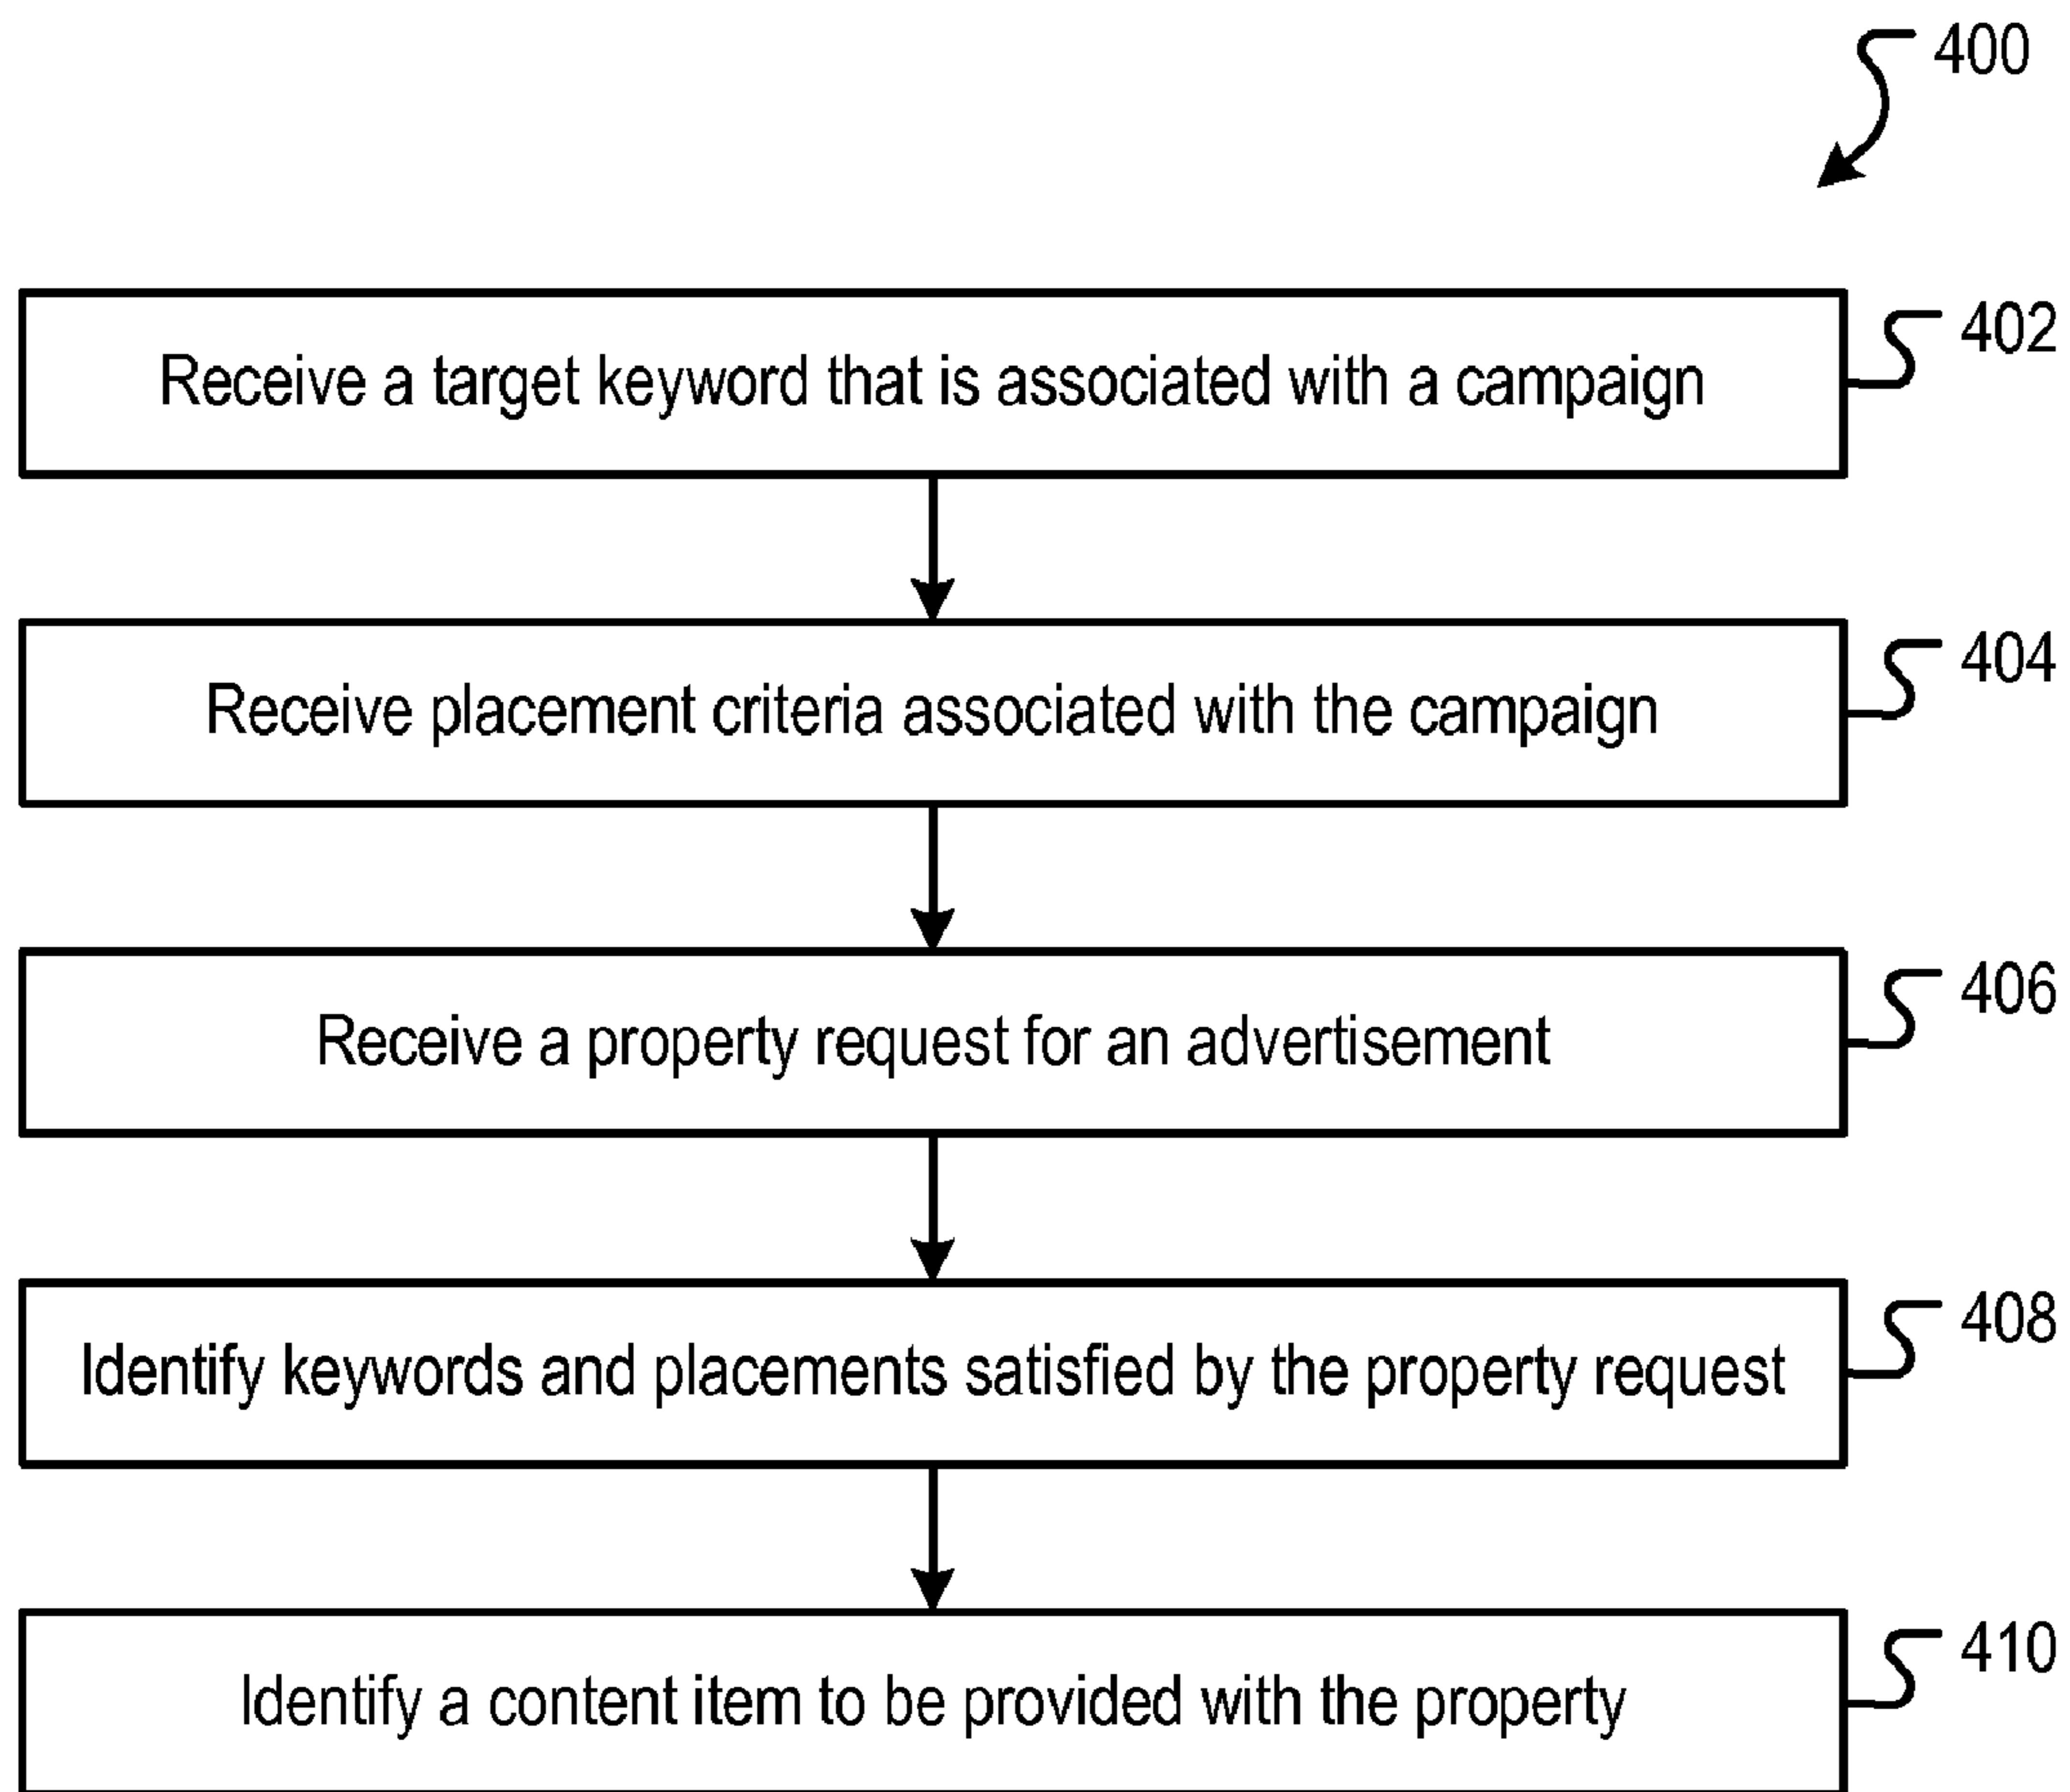 400
Receive a target keyword that is associated with a campaign
402
Receive placement criteria associated with the campaign
404
Receive a property request for an advertisement
406
Identify keywords and placements satisfied by the property request
408
Identify a content item to be provided with the property
410